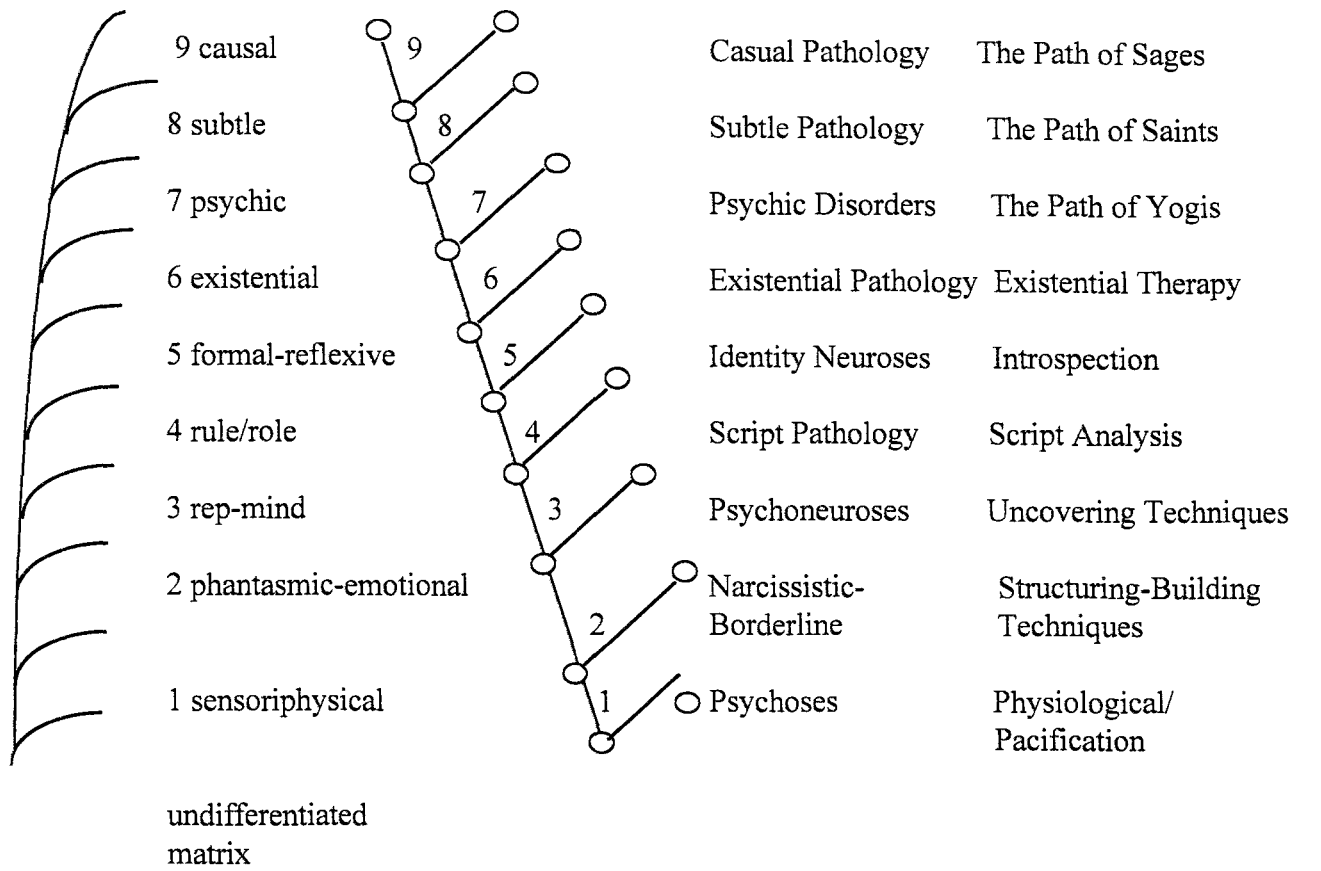 9 causal 9 Casual Pathology The Path of Sages
8 subtle 8 Subtle Pathology The Path of Saints
7 psychic 7 Psychic Disorders The Path of Yogis
6 existential 6 Existential Pathology Existential Therapy
5 formal-reflexive 5 Identity Neuroses Introspection
4 rule/role 4 Script Pathology Script Analysis
3 rep-mind 3 Psychoneuroses Uncovering Techniques
2 phantasmic-emotional Narcissistic- Structuring-Building
2 Borderline Techniques
1 sensoriphysical 1 Psychoses Physiological/
Pacification
undifferentiated
matrix